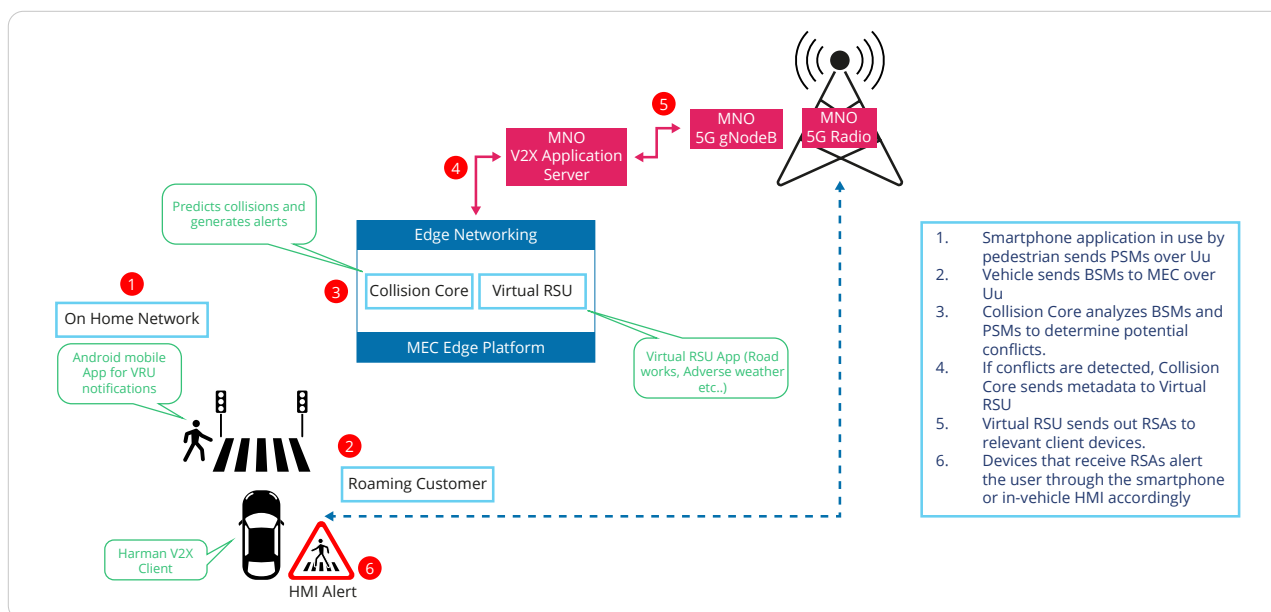 5
MNO
5G gNodeB
MNO
5G Radio
MNO
V2X Application
Server
4
Predicts collisions and
generates alerts
Edge Networking
3
Collision Core
Virtual RSU
MEC Edge Platform
1
On Home Network
Android mobile
App for VRU
notifications
Virtual RSU App (Road
works, Adverse weather
etc..)
2
Roaming Customer
Harman V2X
Client
6
HMI Alert
1. Smartphone application in use by
pedestrian sends PSMs over Uu
2. Vehicle sends BSMs to MEC over
Uu
3. Collision Core analyzes BSMs and
PSMs to determine potential
conflicts.
4. If conflicts are detected, Collision
Core sends metadata to Virtual
RSU
5. Virtual RSU sends out RSAs to
relevant client devices.
6. Devices that receive RSAs alert
the user through the smartphone
or in-vehicle HMI accordingly